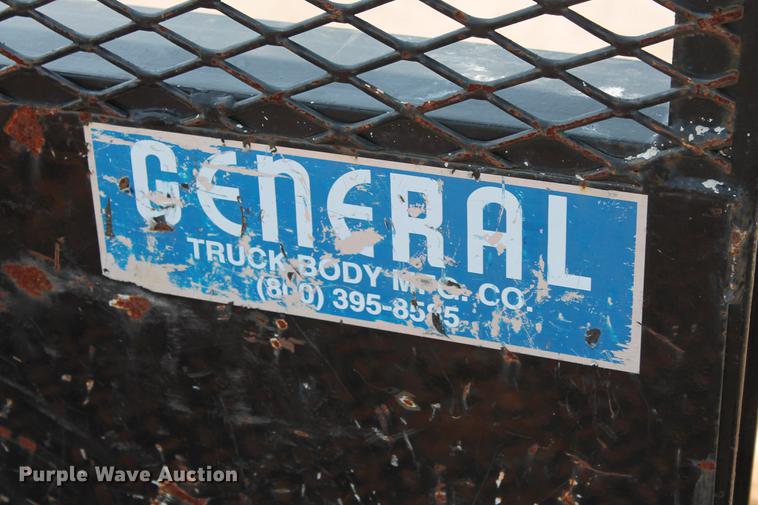 GENERAL
TRUCK BODY MFG. CO.
(800) 395-8585
Purple Wave Auction